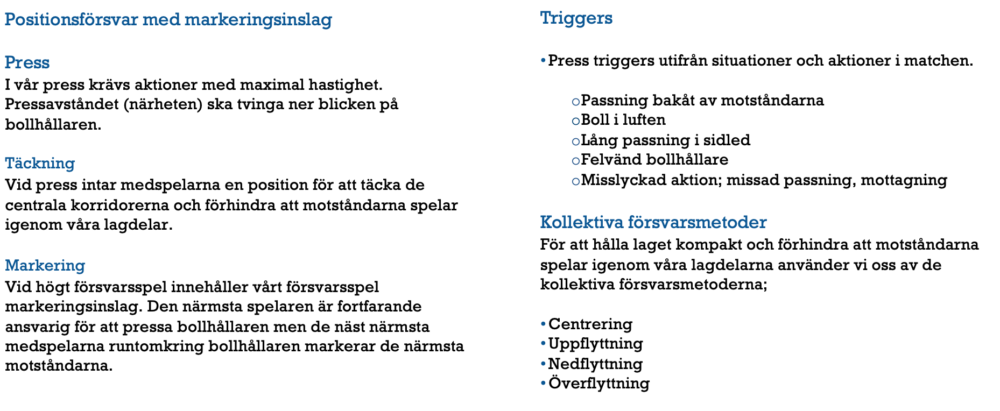 Positionsförsvar med markeringsinslag
Press
I vår press krävs aktioner med maximal hastighet.
Pressavståndet (närheten) ska tvinga ner blicken på
bollhållaren.
Täckning
Vid press intar medspelarna en position för att täcka de
centrala korridorerna och förhindra att motståndarna spelar
igenom våra lagdelar.
Markering
Vid högt försvarsspel innehåller vårt försvarsspel
markeringsinslag. Den närmsta spelaren är fortfarande
ansvarig för att pressa bollhållaren men de näst närmsta
medspelarna runtomkring bollhållaren markerar de närmsta
motståndarna.
Triggers
• Press triggers utifrån situationer och aktioner i matchen.
o Passning bakåt av motståndarna
o Boll i luften
o Lång passning i sidled
o Felvänd bollhållare
o Misslyckad aktion; missad passning, mottagning
Kollektiva försvarsmetoder
För att hålla laget kompakt och förhindra att motståndarna
spelar igenom våra lagdelarna använder vi oss av de
kollektiva försvarsmetoderna;
• Centrering
• Uppflyttning
• Nedflyttning
• Överflyttning